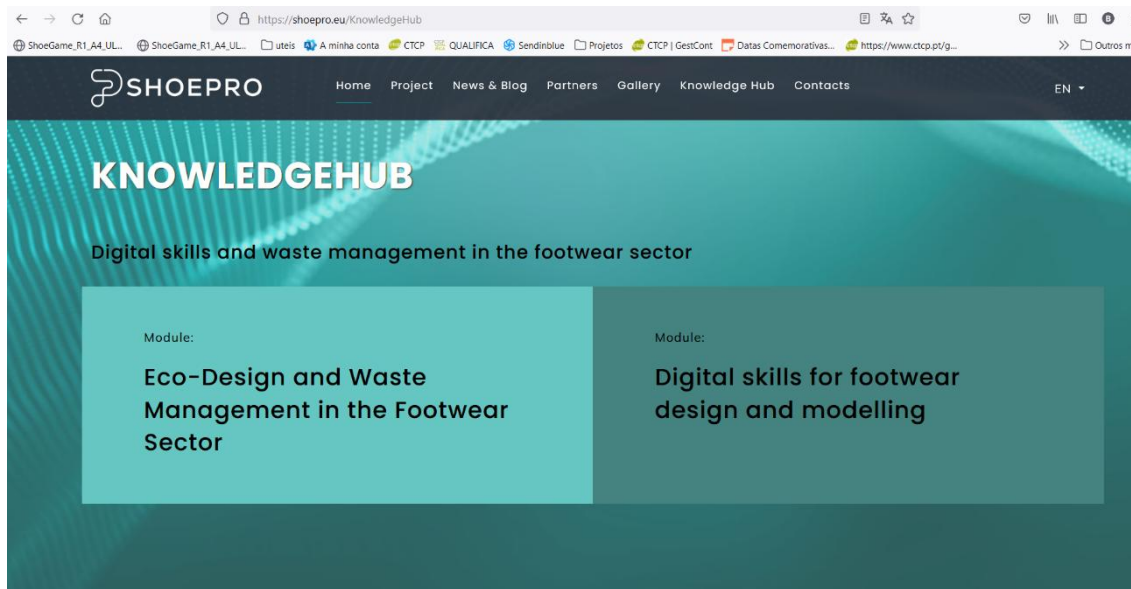 https://shoepro.eu/KnowledgeHub
ShoeGame_R1_A4_UL... ShoeGame_R1_A4_UL... uteis A minha conta CTCP QUALIFICA Sendinblue Projetos CTCP | GestCont Datas Comemorativas... https://www.ctcp.pt/g... Outros m
SHOEPRO Home Project News & Blog Partners Gallery Knowledge Hub Contacts EN
KNOWLEDGEHUB
Digital skills and waste management in the footwear sector
Module:
Eco-Design and Waste
Management in the Footwear
Sector
Module:
Digital skills for footwear
design and modelling